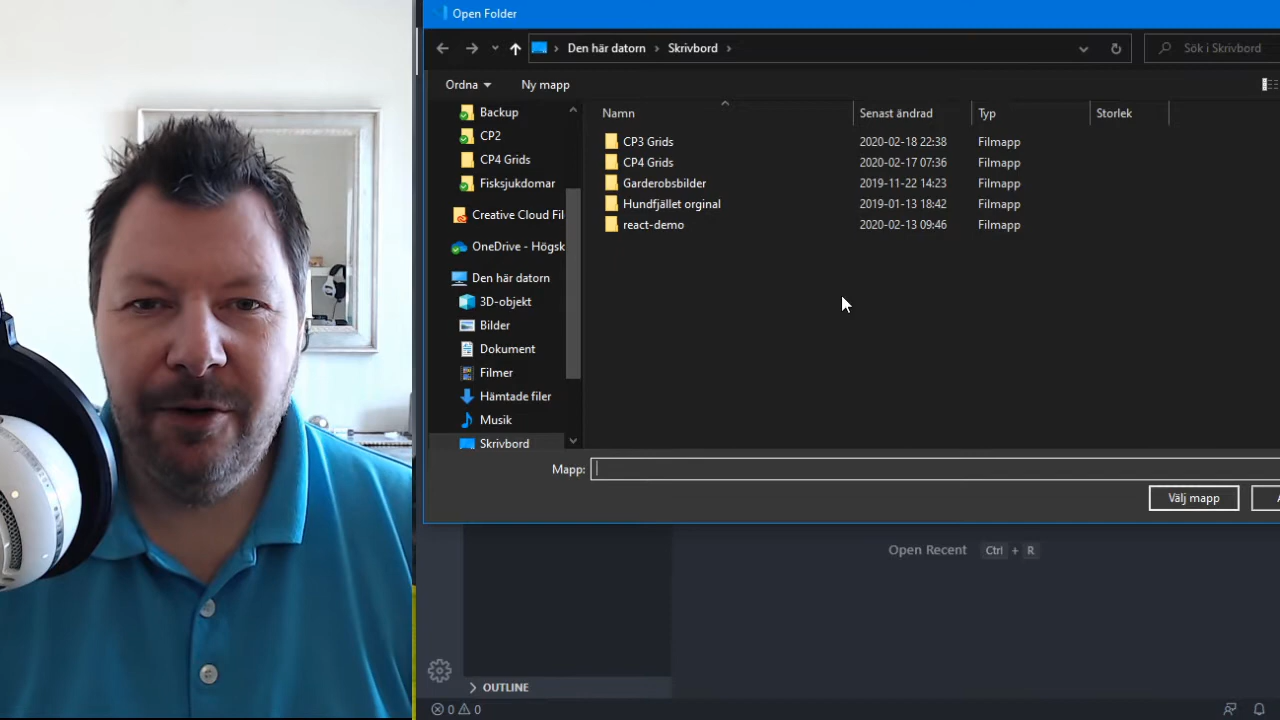 Open Folder
Den här datorn > Skrivbord >
Sök i Skrivbord
Ordna
Ny mapp
Backup
CP2
CP4 Grids
Fisksjukdomar
Creative Cloud Fil
OneDrive - Högsk
Den här datorn
3D-objekt
Bilder
Dokument
Filmer
Hämtade filer
Musik
Skrivbord
Namn Senast ändrad Typ Storlek
CP3 Grids 2020-02-18 22:38 Filmapp
CP4 Grids 2020-02-17 07:36 Filmapp
Garderobsbilder 2019-11-22 14:23 Filmapp
Hundfjället orginal 2019-01-13 18:42 Filmapp
react-demo 2020-02-13 09:46 Filmapp
Mapp:
Välj mapp
Open Recent Ctrl + R
OUTLINE
0 0